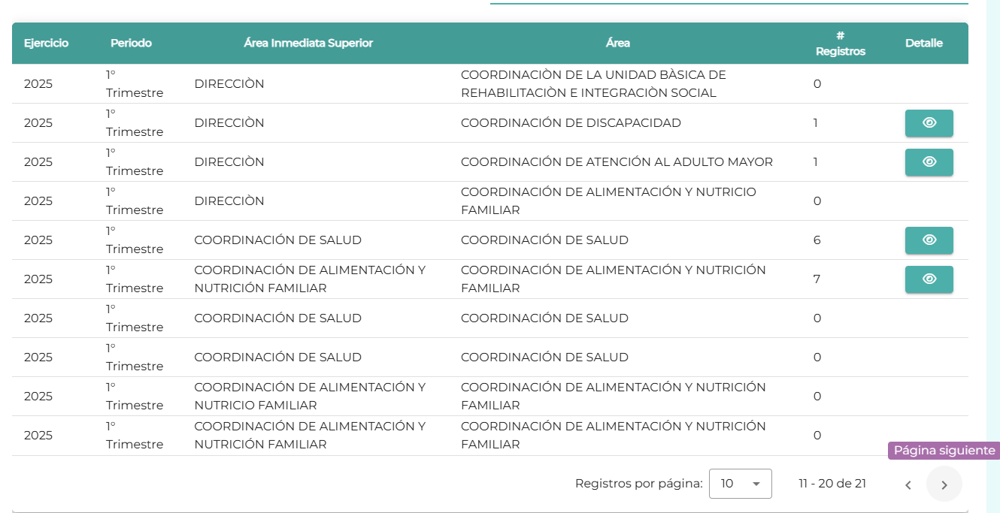 Ejercicio Periodo Área Inmediata Superior Área # Registros Detalle
2025 1° Trimestre DIRECCIÒN COORDINACIÒN DE LA UNIDAD BÀSICA DE REHABILITACIÒN E INTEGRACIÒN SOCIAL 0
2025 1° Trimestre DIRECCIÒN COORDINACIÓN DE DISCAPACIDAD 1
2025 1° Trimestre DIRECCIÒN COORDINACIÓN DE ATENCIÓN AL ADULTO MAYOR 1
2025 1° Trimestre DIRECCIÒN COORDINACIÓN DE ALIMENTACIÓN Y NUTRICIO FAMILIAR 0
2025 1° Trimestre COORDINACIÓN DE SALUD COORDINACIÓN DE SALUD 6
2025 1° Trimestre COORDINACIÓN DE ALIMENTACIÓN Y NUTRICIÓN FAMILIAR COORDINACIÓN DE ALIMENTACIÓN Y NUTRICIÓN FAMILIAR 7
2025 1° Trimestre COORDINACIÓN DE SALUD COORDINACIÓN DE SALUD 0
2025 1° Trimestre COORDINACIÓN DE SALUD COORDINACIÓN DE SALUD 0
2025 1° Trimestre COORDINACIÓN DE ALIMENTACIÓN Y NUTRICIO FAMILIAR COORDINACIÓN DE ALIMENTACIÓN Y NUTRICIÓN FAMILIAR 0
2025 1° Trimestre COORDINACIÓN DE ALIMENTACIÓN Y NUTRICIÓN FAMILIAR COORDINACIÓN DE ALIMENTACIÓN Y NUTRICIÓN FAMILIAR 0
Página siguiente
Registros por página: 10 11 - 20 de 21